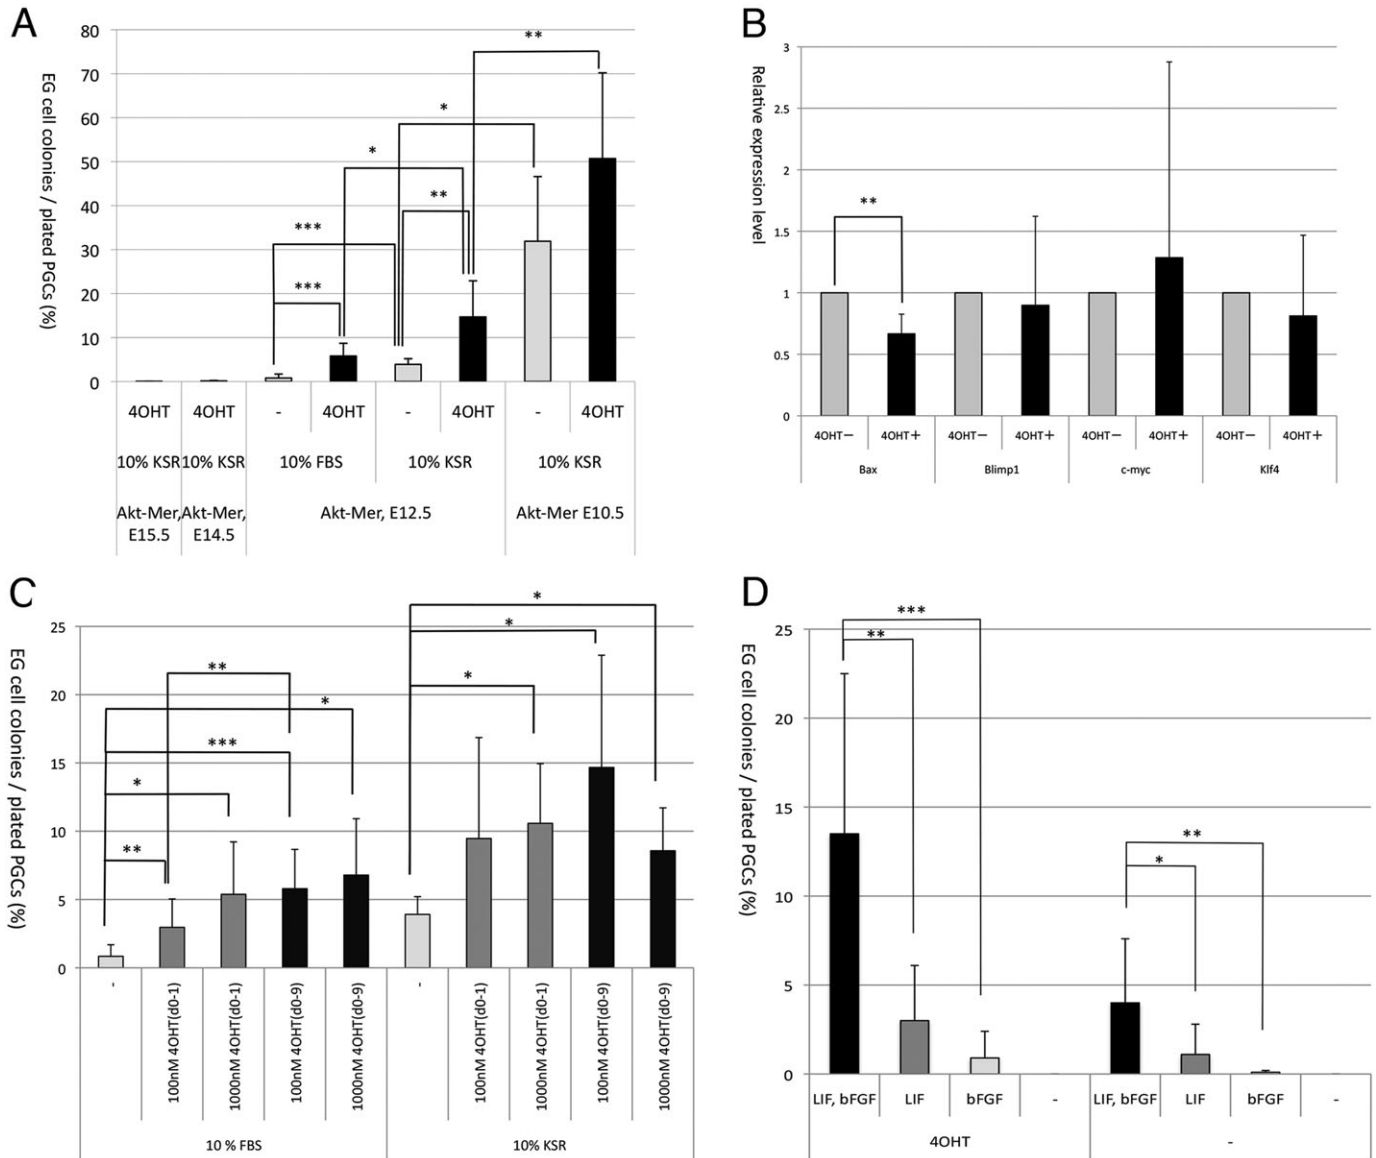 A
EG cell colonies / plated PGCs (%)
80
70
60
50
40
30
20
10
0
***
***
*
**
*
**
4OHT 4OHT - 4OHT - 4OHT - 4OHT
10% KSR 10% KSR 10% FBS 10% KSR 10% KSR
Akt-Mer, Akt-Mer, Akt-Mer, E12.5 Akt-Mer E10.5
E15.5 E14.5
B
Relative expression level
3
2.5
2
1.5
1
0.5
0
**
4OHT− 4OHT+ 4OHT− 4OHT+ 4OHT− 4OHT+ 4OHT− 4OHT+
Bax Blimp1 c-myc Klf4
C
EG cell colonies / plated PGCs (%)
25
20
15
10
5
0
**
*
***
*
**
*
*
*
-
100nM 4OHT(d0-1)
1000nM 4OHT(d0-1)
100nM 4OHT(d0-9)
1000nM 4OHT(d0-9)
-
100nM 4OHT(d0-1)
1000nM 4OHT(d0-1)
100nM 4OHT(d0-9)
1000nM 4OHT(d0-9)
10 % FBS 10% KSR
D
EG cell colonies / plated PGCs (%)
25
20
15
10
5
0
***
**
**
*
LIF, bFGF LIF bFGF - LIF, bFGF LIF bFGF -
4OHT -